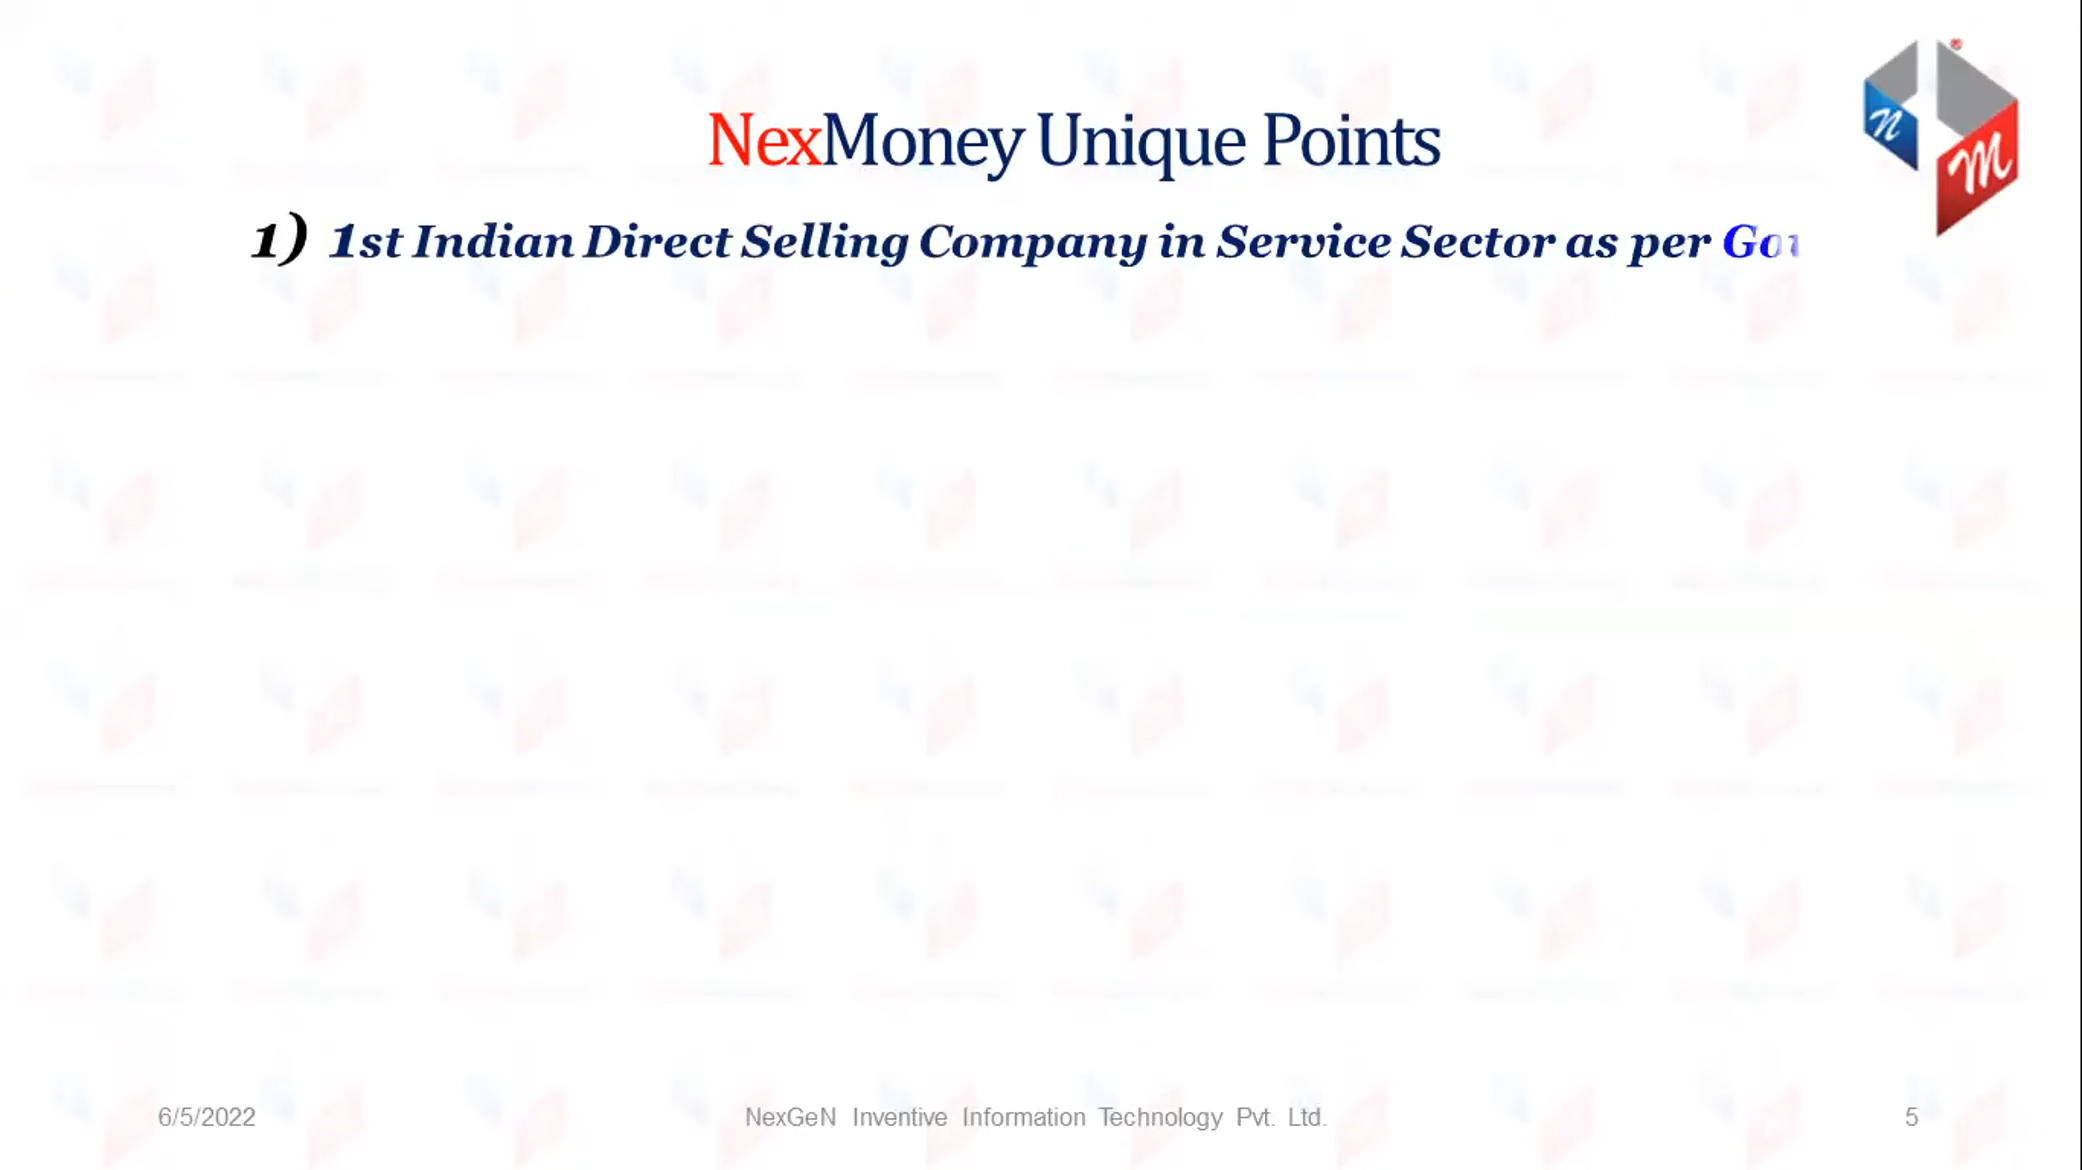 NexMoney Unique Points
1) 1st Indian Direct Selling Company in Service Sector as per
n
M
6/5/2022 NexGeN Inventive Information Technology Pvt. Ltd. 5